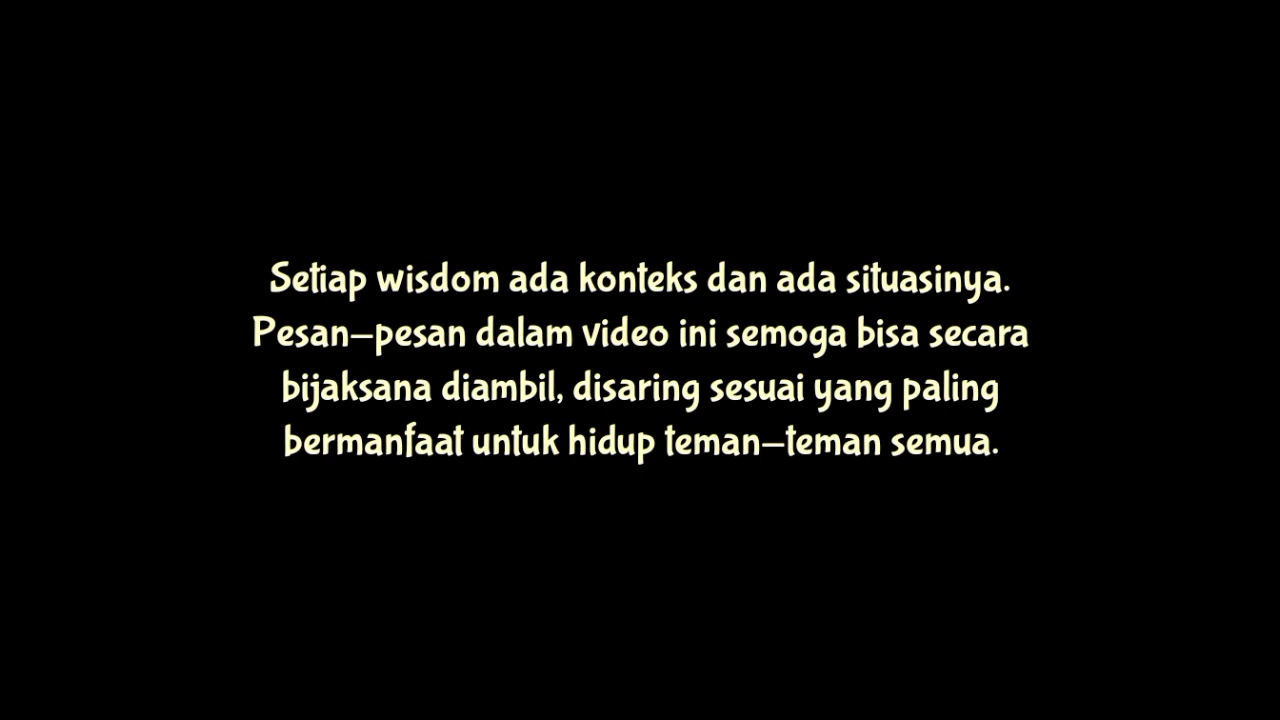 Setiap wisdom ada konteks dan ada situasinya.
Pesan-pesan dalam video ini semoga bisa secara
bijaksana diambil, disaring sesuai yang paling
bermanfaat untuk hidup teman-teman semua.